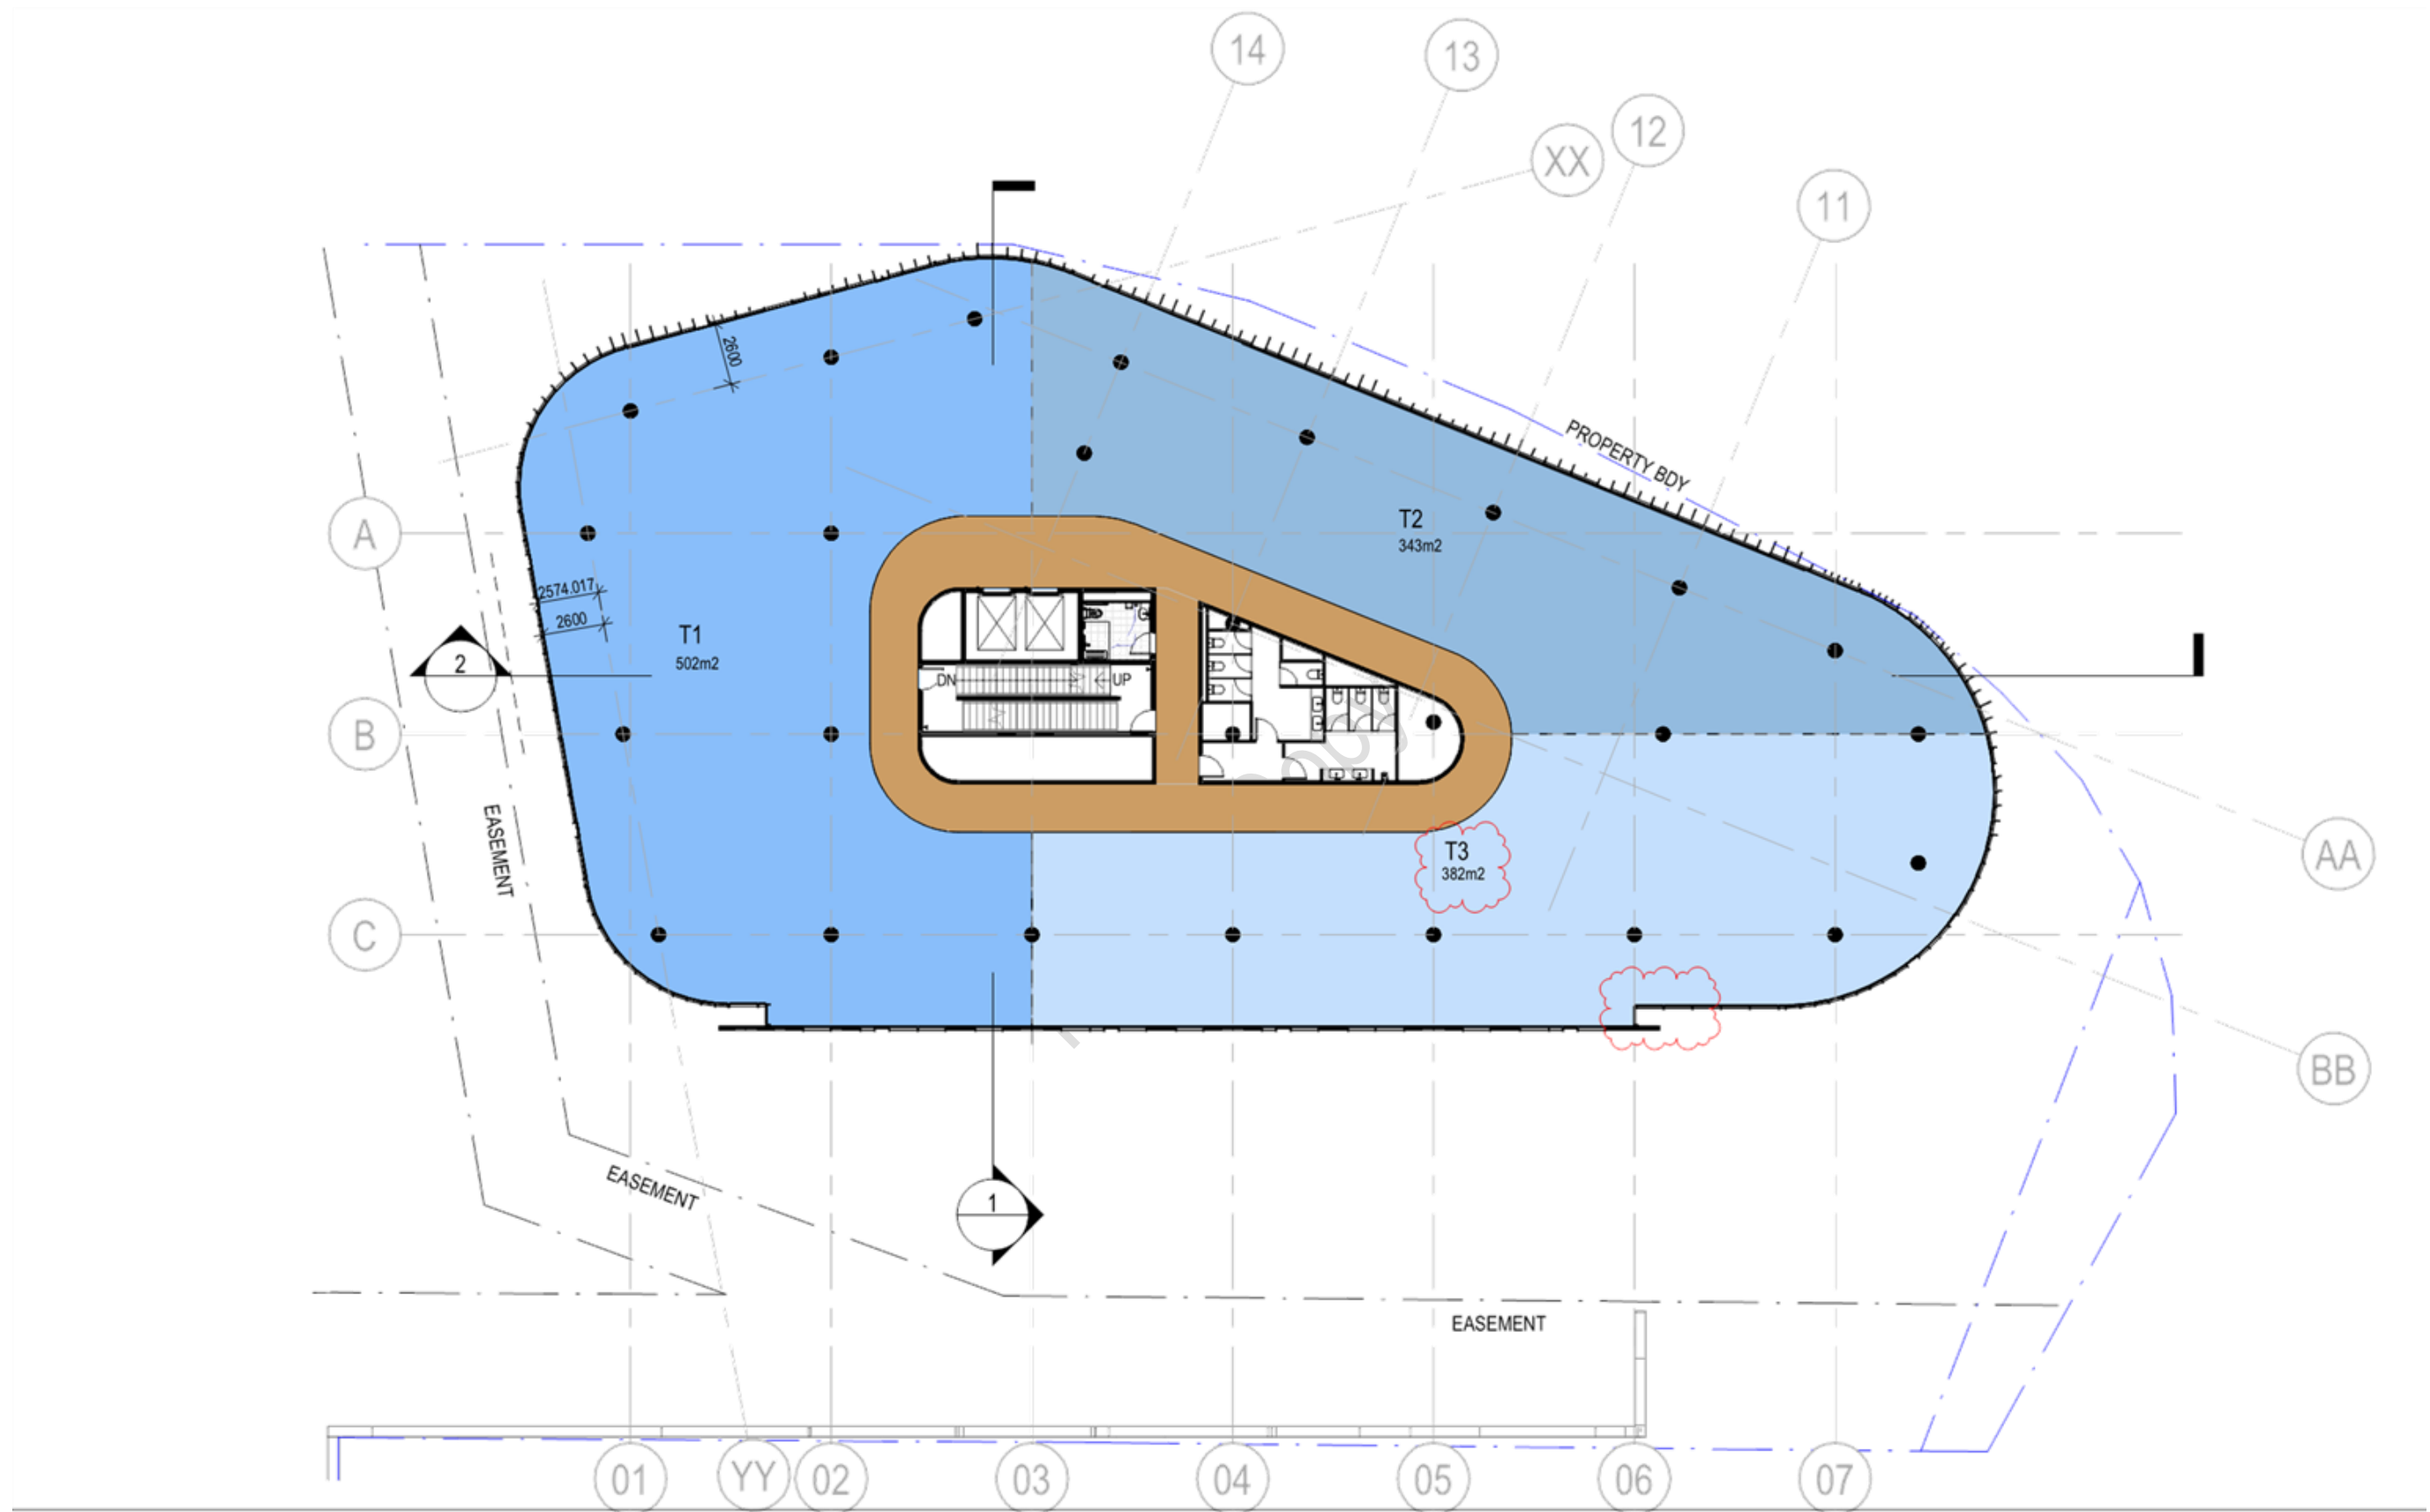 14
13
12
XX
11
2600
PROPERTY BDY
A
T2
343m2
2574.017
2600
T1
502m2
2
DN
UP
B
T3
382m2
AA
EASEMENT
C
BB
EASEMENT
1
EASEMENT
01
YY
02
03
04
05
06
07